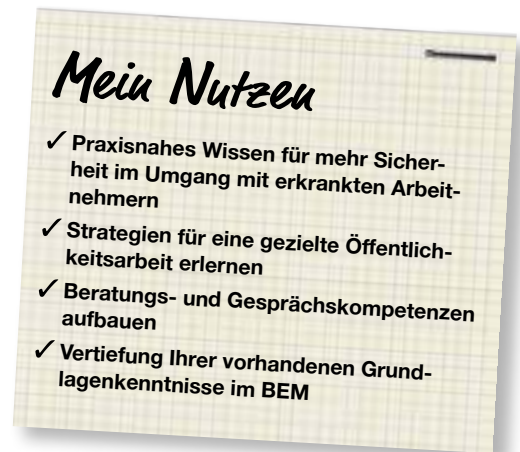 Mein Nutzen
✓ Praxisnahes Wissen für mehr Sicher-
heit im Umgang mit erkrankten Arbeit-
nehmern
✓ Strategien für eine gezielte Öffentlich-
keitsarbeit erlernen
✓ Beratungs- und Gesprächskompetenzen
aufbauen
✓ Vertiefung Ihrer vorhandenen Grund-
lagenkenntnisse im BEM